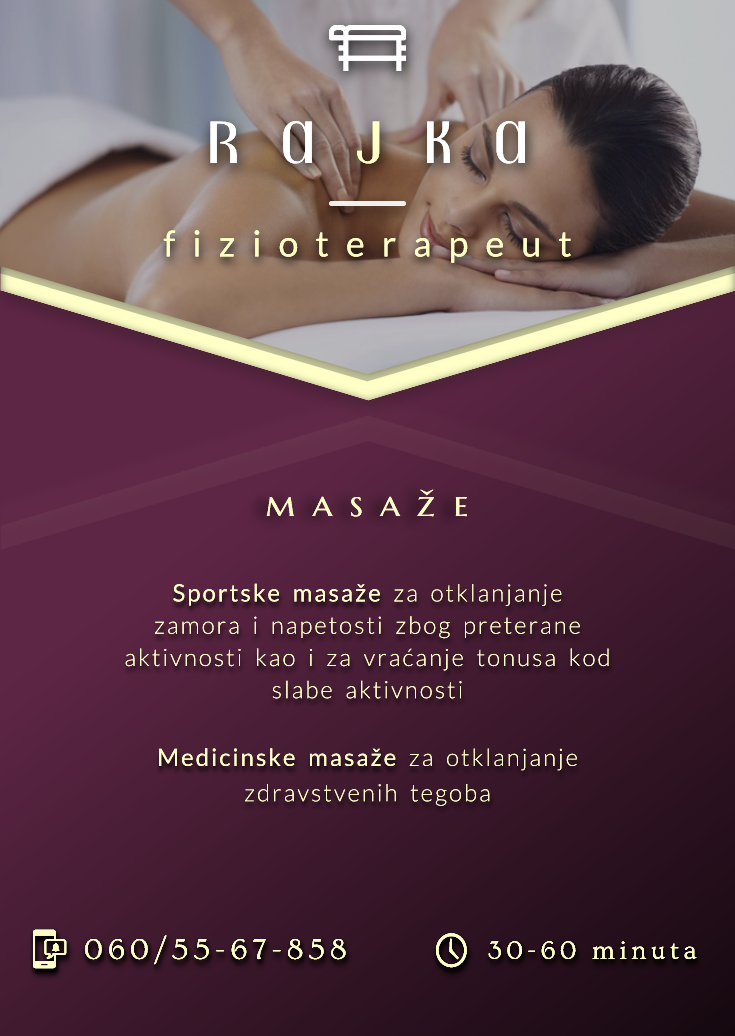 RAJKA
fizioterapeut
MASAŽE
Sportske masaže za otklanjanje
zamora i napetosti zbog preterane
aktivnosti kao i za vraćanje tonusa kod
slabe aktivnosti
Medicinske masaže za otklanjanje
zdravstvenih tegoba
060/55-67-858
30-60 minuta